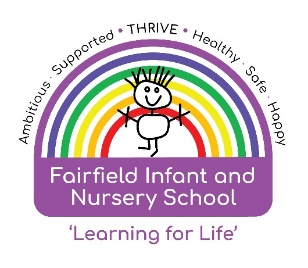 Ambitious · Supported • THRIVE • Healthy · Safe · Happy
Fairfield Infant and
Nursery School
‘Learning for Life’